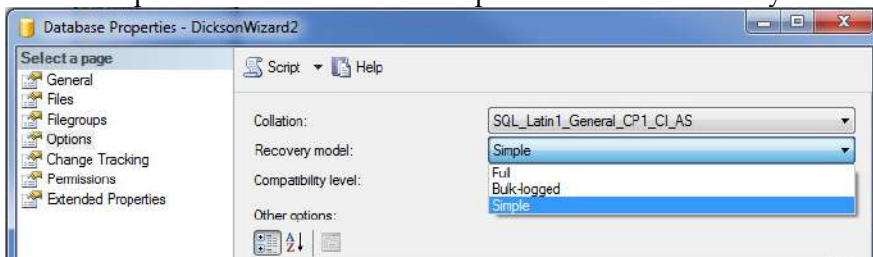 Database Properties - DicksonWizard2
Select a page
General
Files
Filegroups
Options
Change Tracking
Permissions
Extended Properties
Script
Help
Collation:
SQL_Latin1_General_CP1_CI_AS
Recovery model:
Simple
Compatibility level:
Full
Bulk-logged
Simple
Other options: